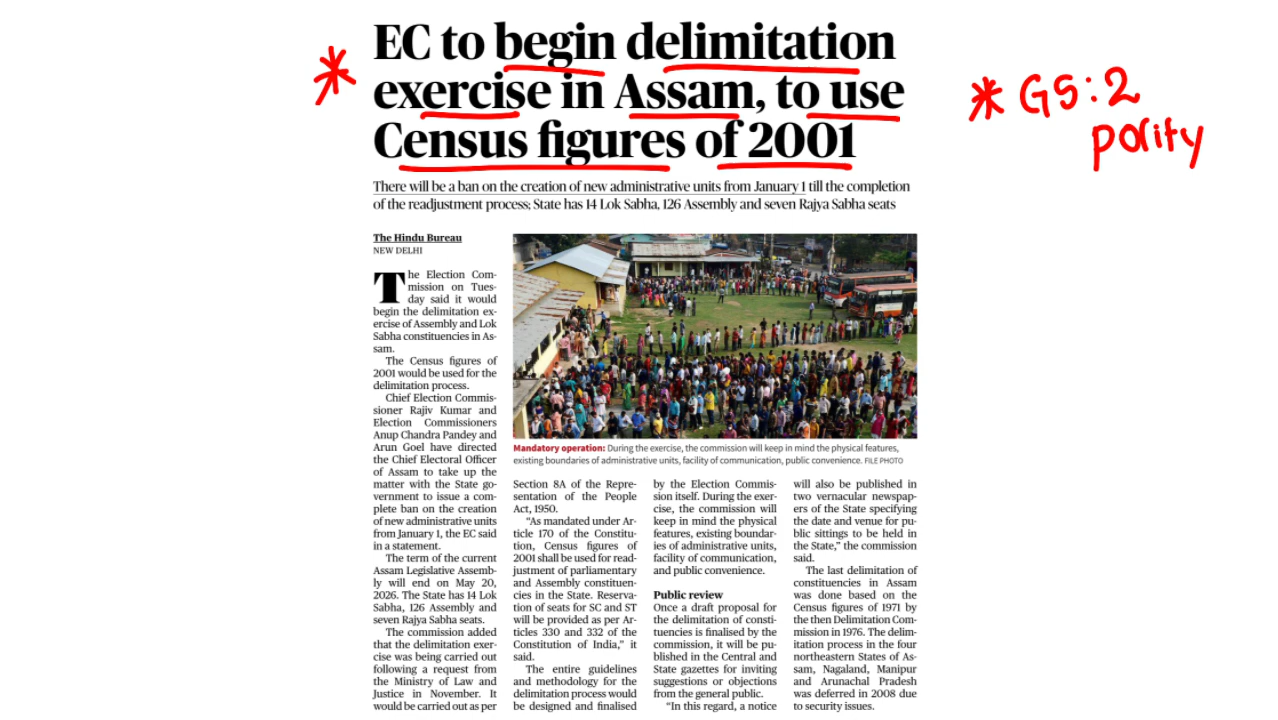 EC to begin delimitation
exercise in Assam, to use
Census figures of 2001
* GS:2
polity
There will be a ban on the creation of new administrative units from January 1 till the completion
of the readjustment process; State has 14 Lok Sabha, 126 Assembly and seven Rajya Sabha seats
The Hindu Bureau
NEW DELHI
The Election Com-
mission on Tues-
day said it would
begin the delimitation ex-
ercise of Assembly and Lok
Sabha constituencies in As-
sam.
The Census figures of
2001 would be used for the
delimitation process.
Chief Election Commis-
sioner Rajiv Kumar and
Election Commissioners
Anup Chandra Pandey and
Arun Goel have directed
the Chief Electoral Officer
of Assam to take up the
matter with the State go-
vernment to issue a com-
plete ban on the creation
of new administrative units
from January 1, the EC said
in a statement.
The term of the current
Assam Legislative Assemb-
ly will end on May 20,
2026. The State has 14 Lok
Sabha, 126 Assembly and
seven Rajya Sabha seats.
The commission added
that the delimitation exer-
cise was being carried out
following a request from
the Ministry of Law and
Justice in November. It
would be carried out as per
Mandatory operation: During the exercise, the commission will keep in mind the physical features,
existing boundaries of administrative units, facility of communication, public convenience. FILE PHOTO
Section 8A of the Repre-
sentation of the People
Act, 1950.
“As mandated under Ar-
ticle 170 of the Constitu-
tion, Census figures of
2001 shall be used for read-
justment of parliamentary
and Assembly constituen-
cies in the State. Reserva-
tion of seats for SC and ST
will be provided as per Ar-
ticles 330 and 332 of the
Constitution of India,” it
said.
The entire guidelines
and methodology for the
delimitation process would
be designed and finalised
by the Election Commis-
sion itself. During the exer-
cise, the commission will
keep in mind the physical
features, existing boundar-
ies of administrative units,
facility of communication,
and public convenience.
Public review
Once a draft proposal for
the delimitation of consti-
tuencies is finalised by the
commission, it will be pu-
blished in the Central and
State gazettes for inviting
suggestions or objections
from the general public.
“In this regard, a notice
will also be published in
two vernacular newspap-
ers of the State specifying
the date and venue for pu-
blic sittings to be held in
the State,” the commission
said.
The last delimitation of
constituencies in Assam
was done based on the
Census figures of 1971 by
the then Delimitation Com-
mission in 1976. The delim-
itation process in the four
northeastern States of As-
sam, Nagaland, Manipur
and Arunachal Pradesh
was deferred in 2008 due
to security issues.